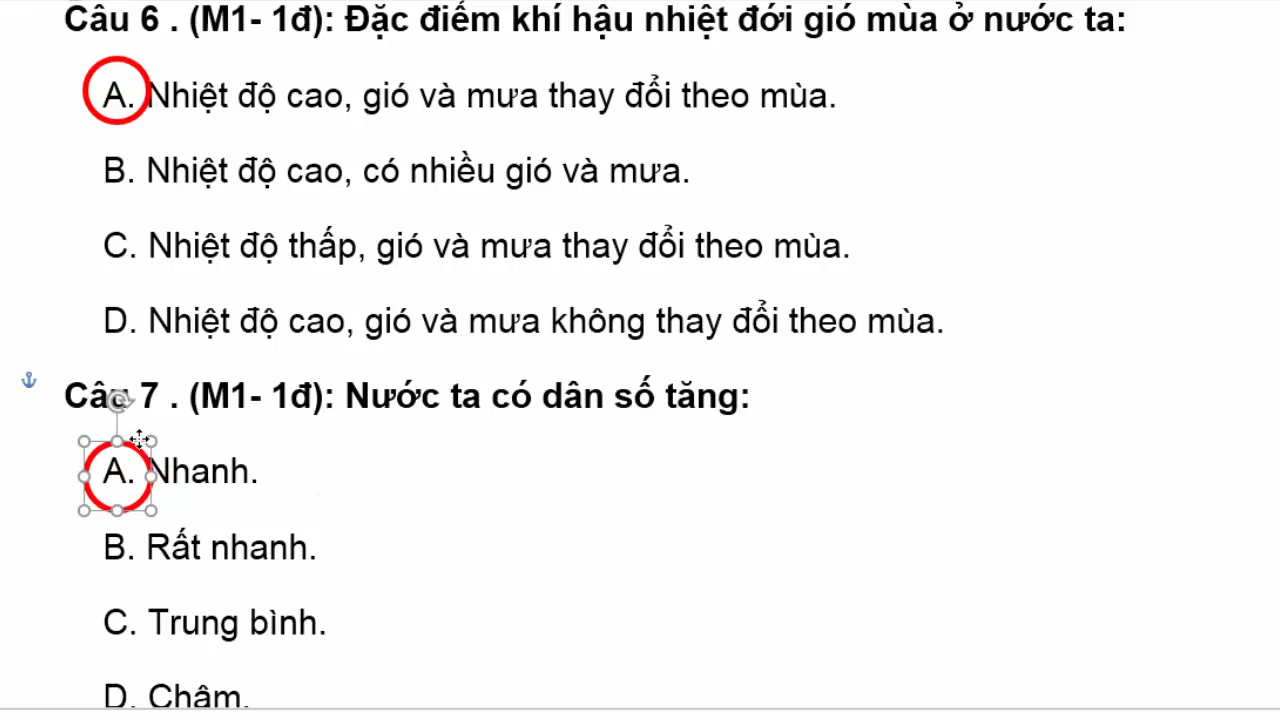 Câu 6 . (M1- 1đ): Đặc điểm khí hậu nhiệt đới gió mùa ở nước ta:
A. Nhiệt độ cao, gió và mưa thay đổi theo mùa.
B. Nhiệt độ cao, có nhiều gió và mưa.
C. Nhiệt độ thấp, gió và mưa thay đổi theo mùa.
D. Nhiệt độ cao, gió và mưa không thay đổi theo mùa.
Câu 7 . (M1- 1đ): Nước ta có dân số tăng:
A. Nhanh.
B. Rất nhanh.
C. Trung bình.
D. Chậm.